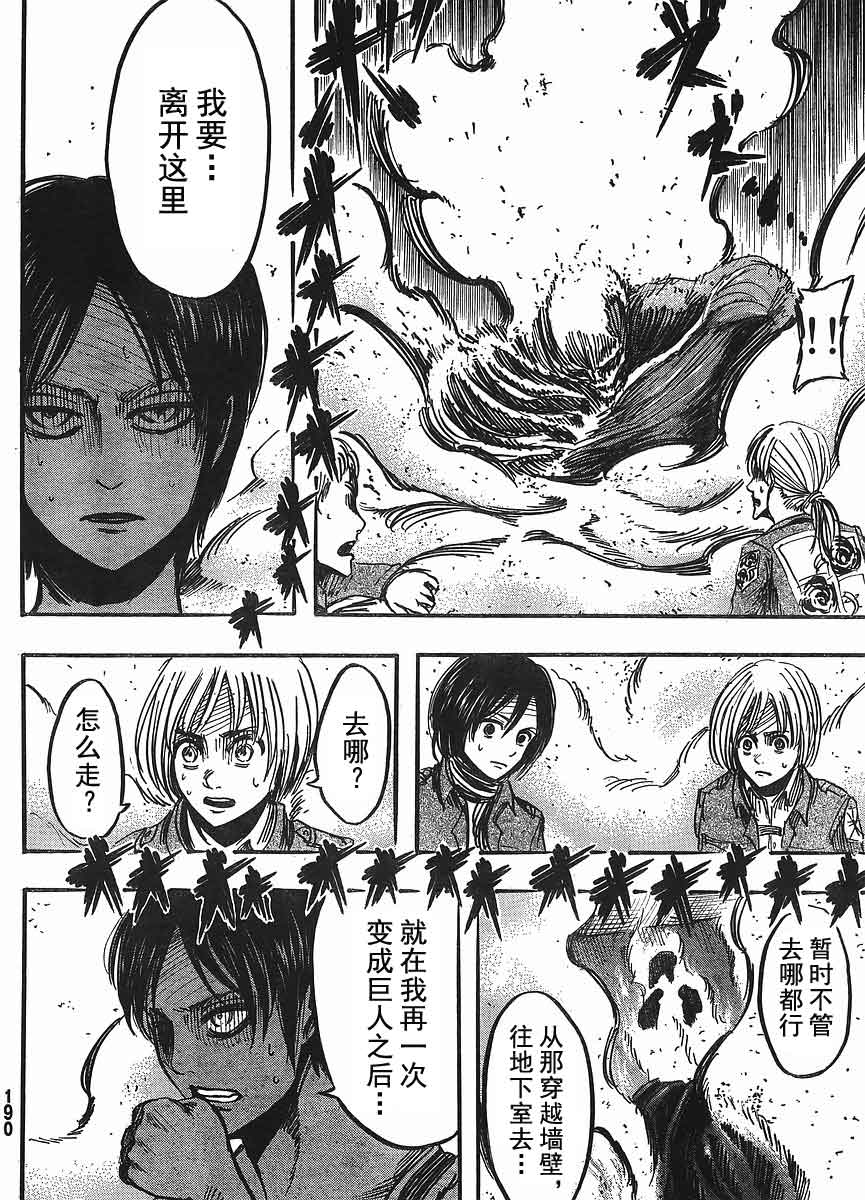 !!
我要…
离开这里
去哪？
怎么走？
暂时不管
去哪都行
从那穿越墙壁，
往地下室去…
就在我再一次
变成巨人之后…
190